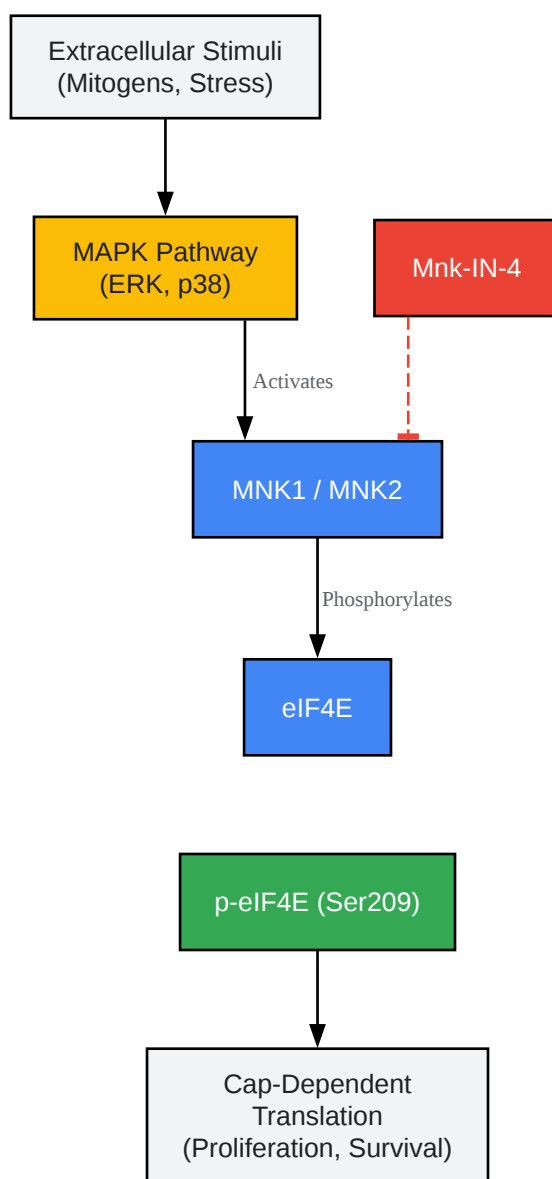 Extracellular Stimuli
(Mitogens, Stress)
MAPK Pathway
(ERK, p38)
Mnk-IN-4
Activates
MNK1 / MNK2
Phosphorylates
eIF4E
p-eIF4E (Ser209)
Cap-Dependent
Translation
(Proliferation, Survival)